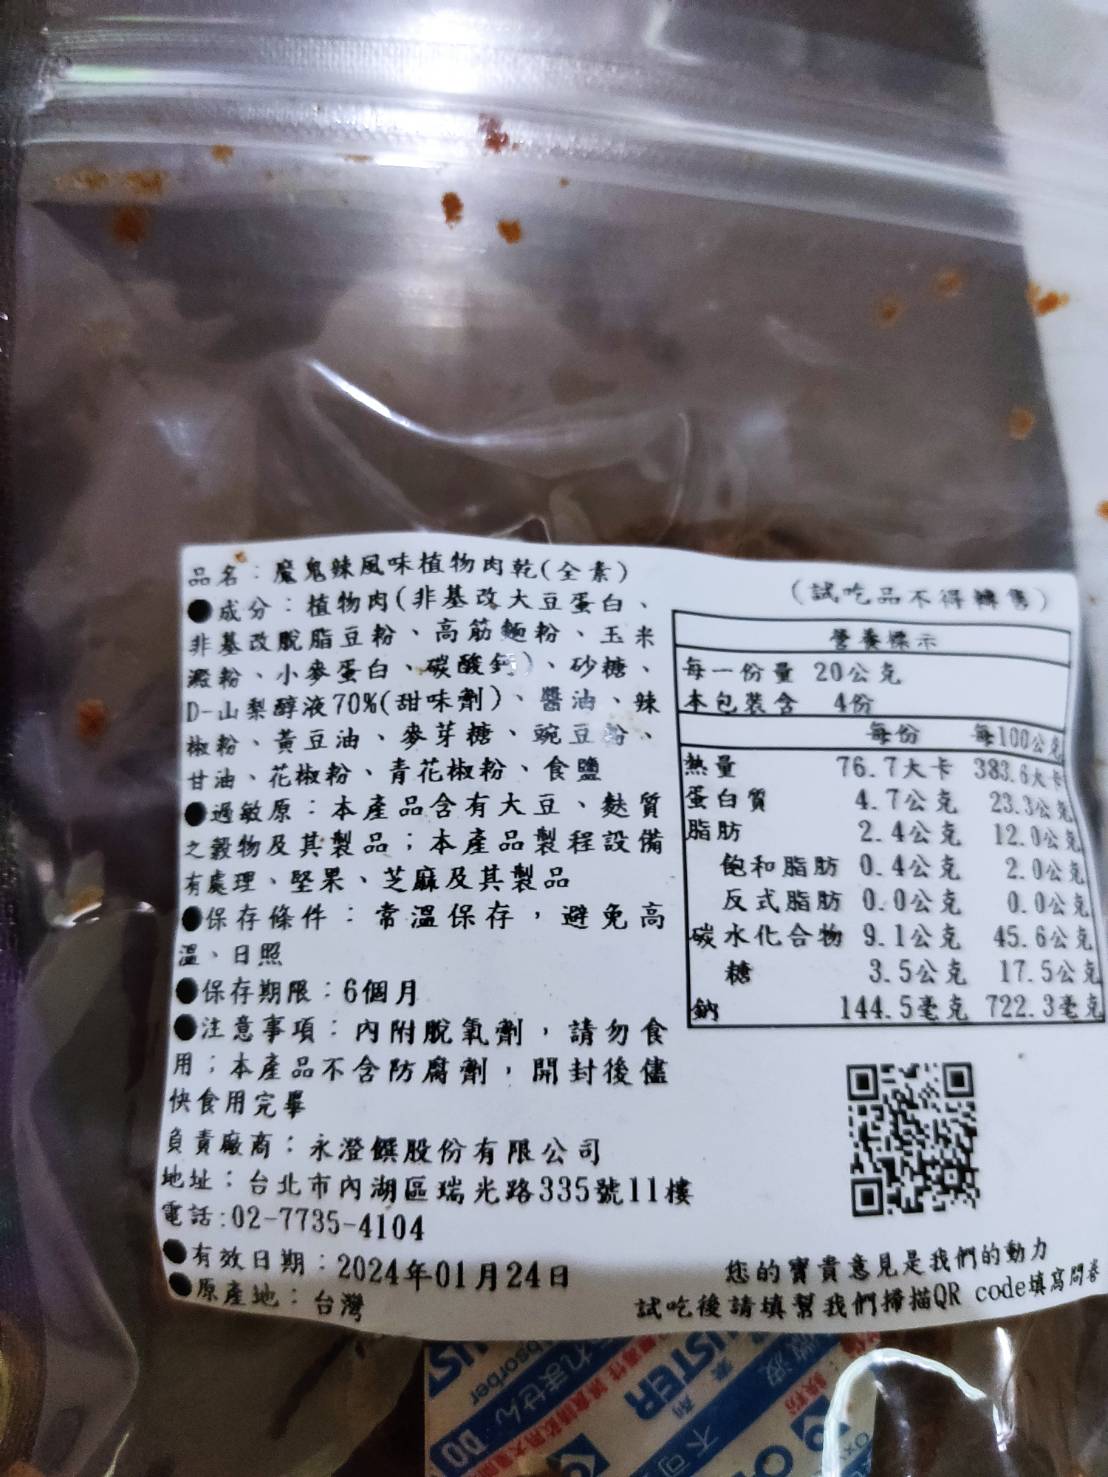 品名：魔鬼辣風味植物肉乾(全素)
●成分：植物肉(非基改大豆蛋白、
非基改脫脂豆粉、高筋麵粉、玉米
澱粉、小麥蛋白、碳酸鈣)、砂糖、
D-山梨醇液70%(甜味劑)、醬油、辣
椒粉、黃豆油、麥芽糖、豌豆粉、
甘油、花椒粉、青花椒粉、食鹽
●過敏原：本產品含有大豆、麩質
之穀物及其製品；本產品製程設備
有處理、堅果、芝麻及其製品
●保存條件：常溫保存，避免高
溫、日照
●保存期限：6個月
●注意事項：內附脫氧劑，請勿食
用；本產品不含防腐劑，開封後儘
快食用完畢
負責廠商：永澄饌股份有限公司
地址：台北市內湖區瑞光路335號11樓
電話:02-7735-4104
●有效日期：2024年01月24日
●原產地：台灣
(試吃品不得轉售)
營養標示
每一份量 20公克
本包裝含 4份
每份 每100公克
熱量 76.7大卡 383.6大卡
蛋白質 4.7公克 23.3公克
脂肪 2.4公克 12.0公克
飽和脂肪 0.4公克 2.0公克
反式脂肪 0.0公克 0.0公克
碳水化合物 9.1公克 45.6公克
糖 3.5公克 17.5公克
鈉 144.5毫克 722.3毫克
您的寶貴意見是我們的動力
試吃後請填幫我們掃描QR code填寫問卷